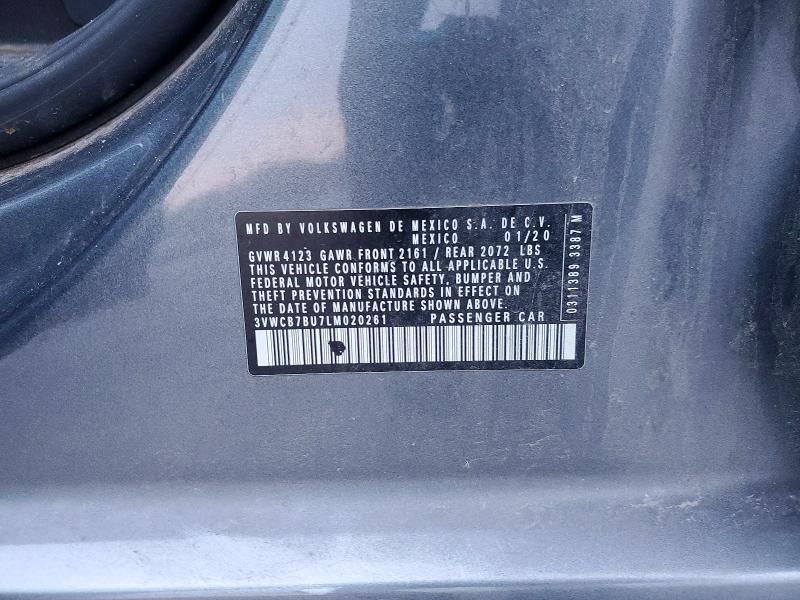 MFD BY VOLKSWAGEN DE MEXICO S.A. DE C.V.
MEXICO 01/20
GVWR 4123 GAWR FRONT 2161 / REAR 2072 LBS
THIS VEHICLE CONFORMS TO ALL APPLICABLE U.S.
FEDERAL MOTOR VEHICLE SAFETY, BUMPER AND
THEFT PREVENTION STANDARDS IN EFFECT ON
THE DATE OF MANUFACTURE SHOWN ABOVE.
3VWCB7BU7LM020261 PASSENGER CAR
0311389 3387 M